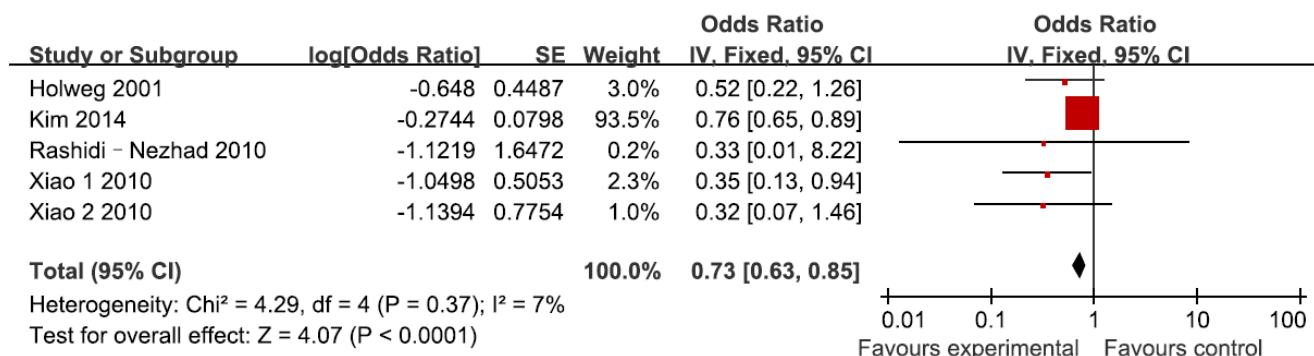 Odds Ratio Odds Ratio
Study or Subgroup log[Odds Ratio] SE Weight IV, Fixed, 95% CI IV, Fixed, 95% CI
Holweg 2001 -0.648 0.4487 3.0% 0.52 [0.22, 1.26]
Kim 2014 -0.2744 0.0798 93.5% 0.76 [0.65, 0.89]
Rashidi–Nezhad 2010 -1.1219 1.6472 0.2% 0.33 [0.01, 8.22]
Xiao 1 2010 -1.0498 0.5053 2.3% 0.35 [0.13, 0.94]
Xiao 2 2010 -1.1394 0.7754 1.0% 0.32 [0.07, 1.46]
Total (95% CI) 100.0% 0.73 [0.63, 0.85]
Heterogeneity: Chi² = 4.29, df = 4 (P = 0.37); I² = 7%
Test for overall effect: Z = 4.07 (P < 0.0001)
0.01 0.1 1 10 100
Favours experimental Favours control